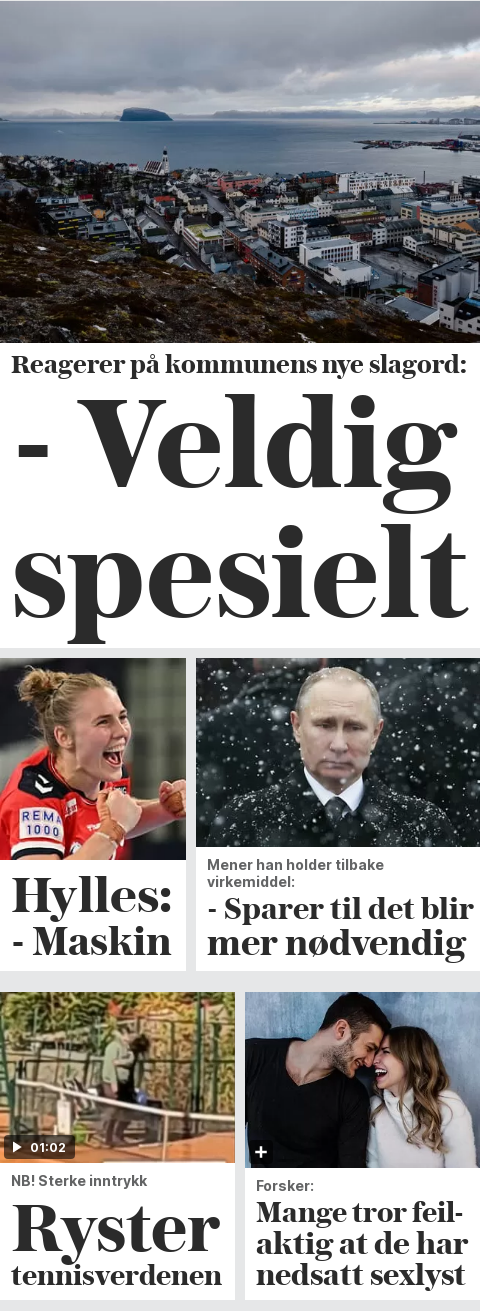 Reagerer på kommunens nye slagord:
- Veldig
spesielt
REMA
1000
Hylles:
- Maskin
Mener han holder tilbake
virkemiddel:
- Sparer til det blir
mer nødvendig
01:02
NB! Sterke inntrykk
Ryster
tennisverdenen
Forsker:
Mange tror feil-
aktig at de har
nedsatt sexlyst